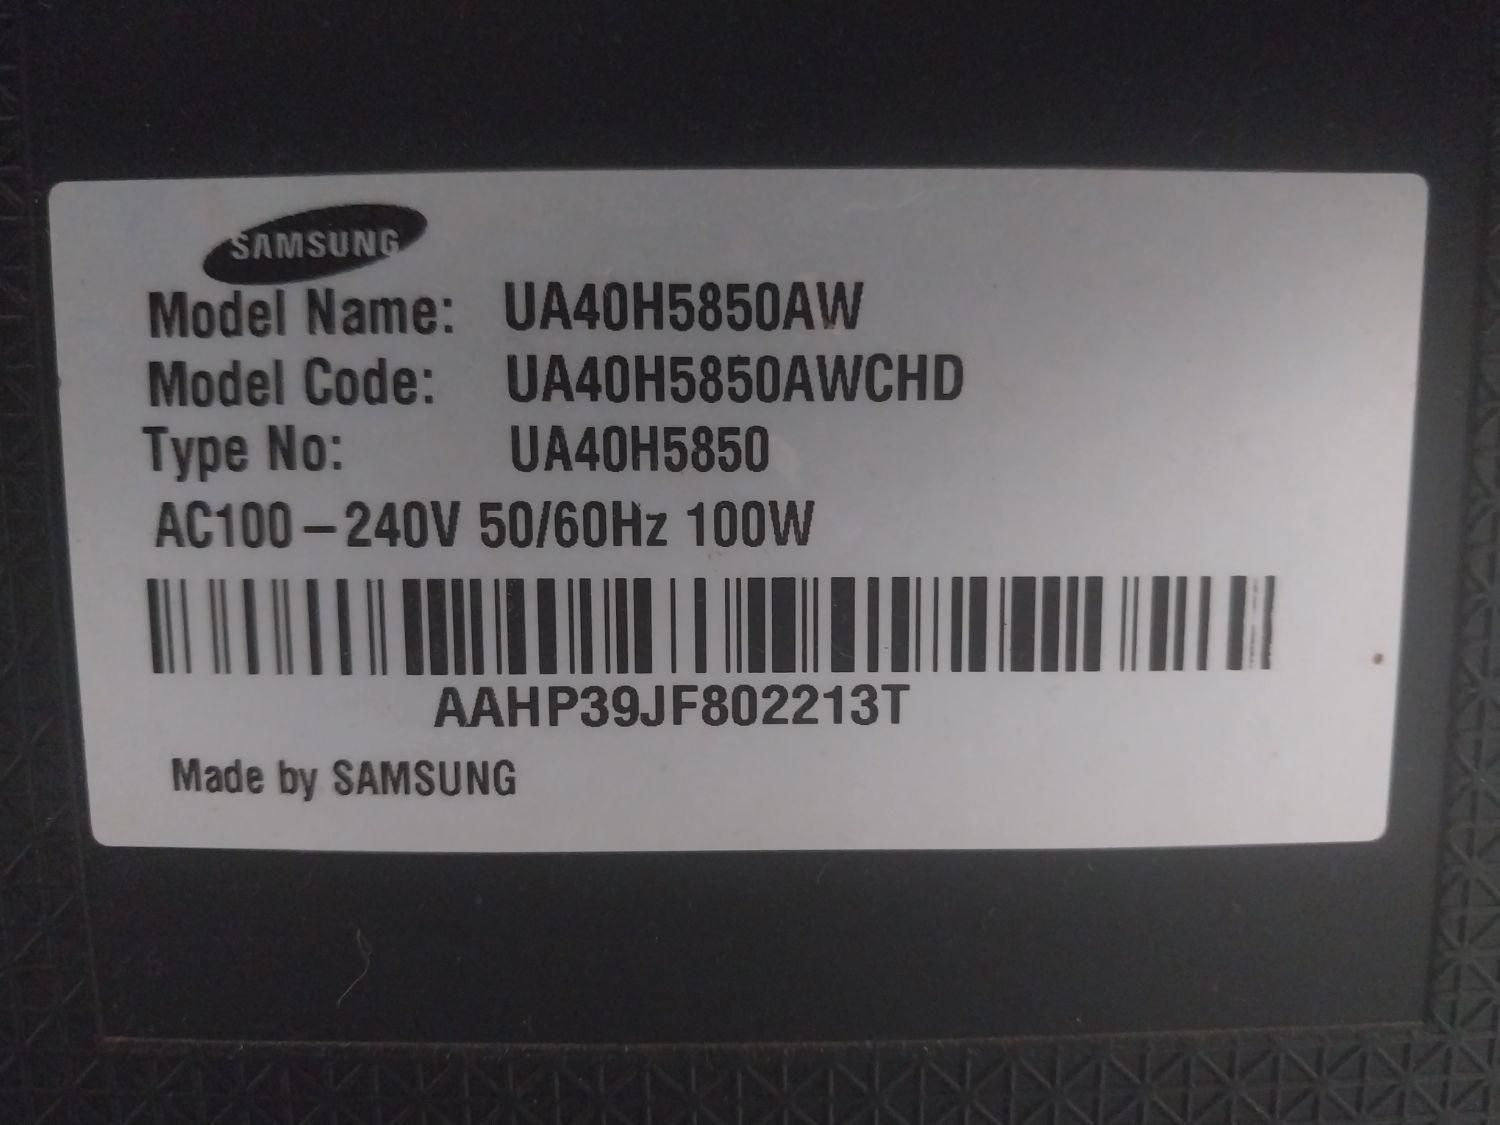 SAMSUNG
Model Name: UA40H5850AW
Model Code: UA40H5850AWCHD
Type No: UA40H5850
AC100-240V 50/60Hz 100W
AAHP39JF802213T
Made by SAMSUNG